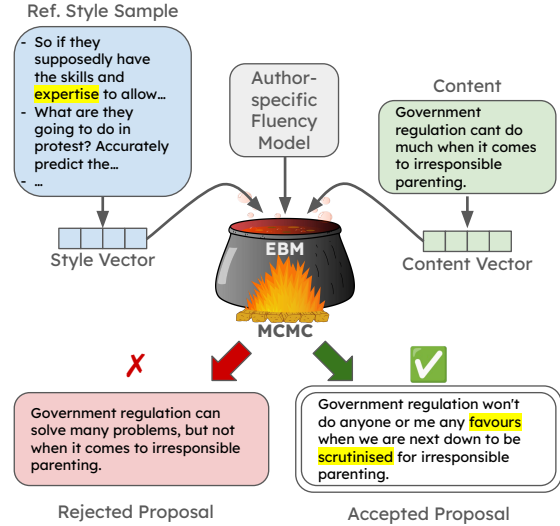 Ref. Style Sample
- So if they
supposedly have
the skills and
expertise to allow…
- What are they
going to do in
protest? Accurately
predict the…
- …
Author-
specific
Fluency
Model
Content
Government
regulation cant do
much when it comes
to irresponsible
parenting.
Style Vector
EBM
Content Vector
MCMC
✗
✅
Government regulation can
solve many problems, but not
when it comes to irresponsible
parenting.
Government regulation won't
do anyone or me any favours
when we are next down to be
scrutinised for irresponsible
parenting.
Rejected Proposal
Accepted Proposal